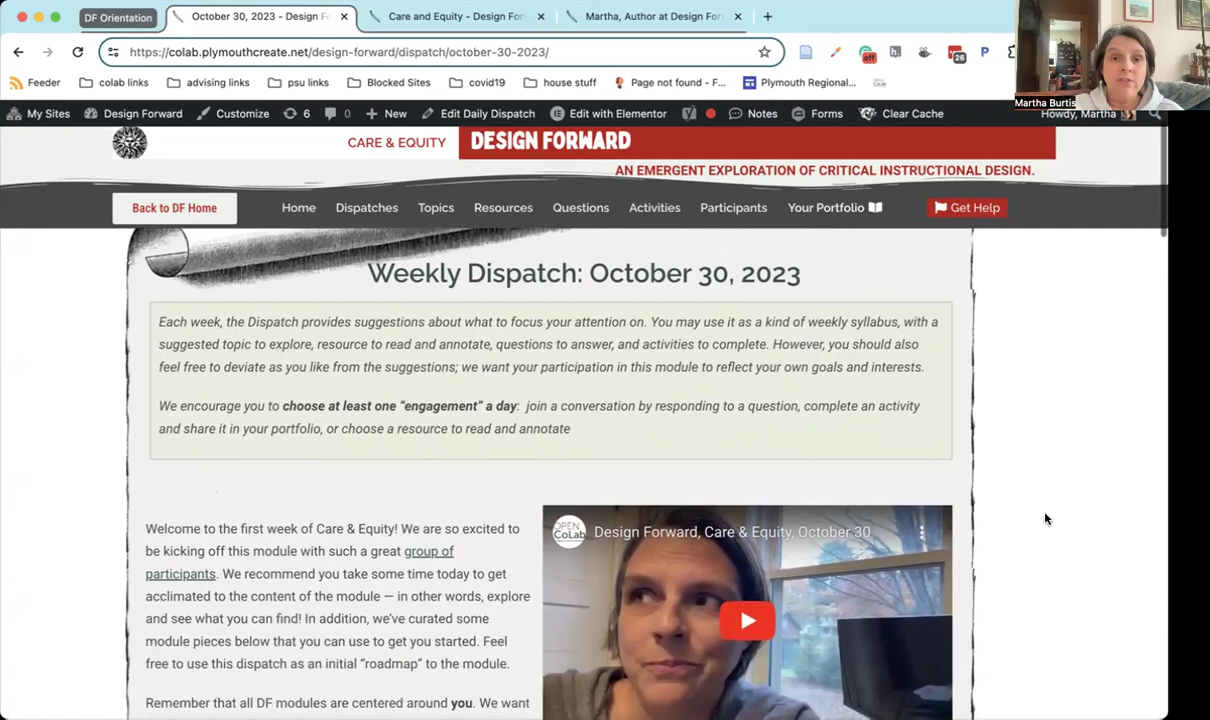 DF Orientation
October 30, 2023 - Design Fo
Care and Equity - Design For
Martha, Author at Design For
https://colab.plymouthcreate.net/design-forward/dispatch/october-30-2023/
off
26
P
Martha Burtis
Feeder
colab links
advising links
psu links
Blocked Sites
covid19
house stuff
Page not found - F...
Plymouth Regional...
My Sites
Design Forward
Customize
6
0
New
Edit Daily Dispatch
Edit with Elementor
Notes
Forms
Clear Cache
Howdy, Martha
CARE & EQUITY
DESIGN FORWARD
AN EMERGENT EXPLORATION OF CRITICAL INSTRUCTIONAL DESIGN.
Back to DF Home
Home
Dispatches
Topics
Resources
Questions
Activities
Participants
Your Portfolio
Get Help
Weekly Dispatch: October 30, 2023
Each week, the Dispatch provides suggestions about what to focus your attention on. You may use it as a kind of weekly syllabus, with a
suggested topic to explore, resource to read and annotate, questions to answer, and activities to complete. However, you should also
feel free to deviate as you like from the suggestions; we want your participation in this module to reflect your own goals and interests.
We encourage you to choose at least one "engagement" a day: join a conversation by responding to a question, complete an activity
and share it in your portfolio, or choose a resource to read and annotate
Welcome to the first week of Care & Equity! We are so excited to
be kicking off this module with such a great group of
participants. We recommend you take some time today to get
acclimated to the content of the module — in other words, explore
and see what you can find! In addition, we've curated some
module pieces below that you can use to get you started. Feel
free to use this dispatch as an initial "roadmap" to the module.
Remember that all DF modules are centered around you. We want
OPEN
CoLab
Design Forward, Care & Equity, October 30